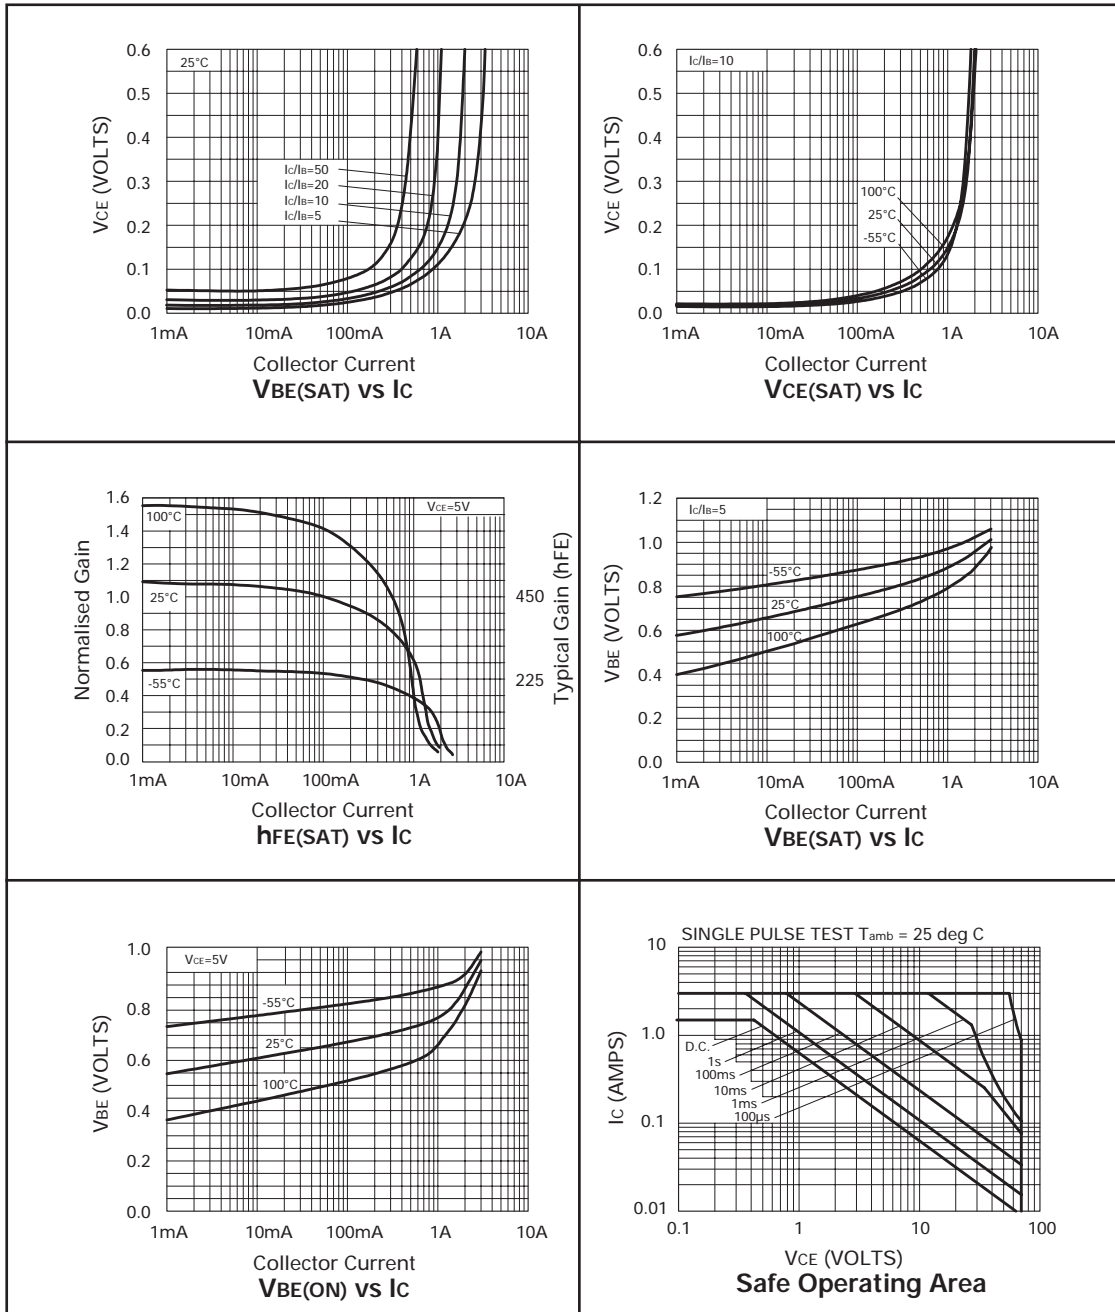 0.6
0.5
0.4
0.3
0.2
0.1
0.0
VCE (VOLTS)
25°C
IC/IB=50
IC/IB=20
IC/IB=10
IC/IB=5
1mA 10mA 100mA 1A 10A
Collector Current
VBE(SAT) vs IC
0.6
0.5
0.4
0.3
0.2
0.1
0.0
VCE (VOLTS)
IC/IB=10
100°C
25°C
-55°C
1mA 10mA 100mA 1A 10A
Collector Current
VCE(SAT) vs IC
1.6
1.4
1.2
1.1
1.0
0.8
0.6
0.4
0.2
0.0
Normalised Gain
VCE=5V
100°C
25°C
-55°C
450
225
Typical Gain (hFE)
1mA 10mA 100mA 1A 10A
Collector Current
hFE(SAT) vs IC
1.2
1.0
0.8
0.6
0.4
0.2
0.0
VBE (VOLTS)
IC/IB=5
-55°C
25°C
100°C
1mA 10mA 100mA 1A 10A
Collector Current
VBE(SAT) vs IC
1.0
0.8
0.6
0.4
0.2
0.0
VBE (VOLTS)
VCE=5V
-55°C
25°C
100°C
1mA 10mA 100mA 1A 10A
Collector Current
VBE(ON) vs IC
SINGLE PULSE TEST Tamb = 25 deg C
10
1.0
0.1
0.01
IC (AMPS)
D.C.
1s
100ms
10ms
1ms
100µs
0.1 1 10 100
VCE (VOLTS)
Safe Operating Area